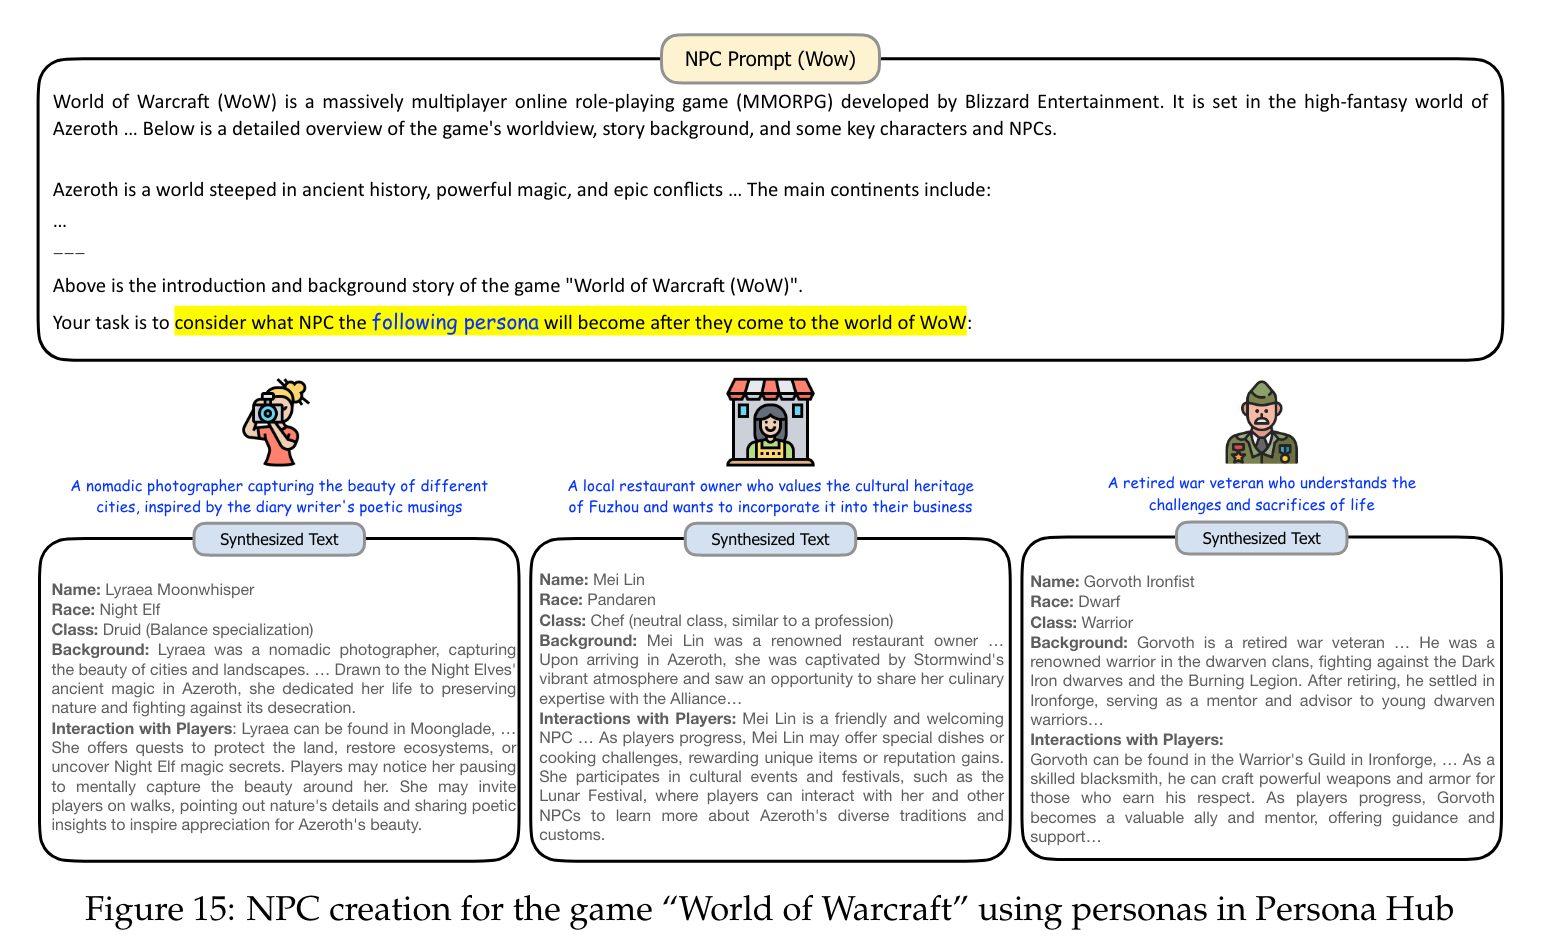 NPC Prompt (Wow)
World of Warcraft (WoW) is a massively multiplayer online role-playing game (MMORPG) developed by Blizzard Entertainment. It is set in the high-fantasy world of
Azeroth ... Below is a detailed overview of the game's worldview, story background, and some key characters and NPCs.
Azeroth is a world steeped in ancient history, powerful magic, and epic conflicts ... The main continents include:
...
---
Above is the introduction and background story of the game "World of Warcraft (WoW)".
Your task is to consider what NPC the following persona will become after they come to the world of WoW:
A nomadic photographer capturing the beauty of different
cities, inspired by the diary writer's poetic musings
Synthesized Text
Name: Lyraea Moonwhisper
Race: Night Elf
Class: Druid (Balance specialization)
Background: Lyraea was a nomadic photographer, capturing
the beauty of cities and landscapes. ... Drawn to the Night Elves'
ancient magic in Azeroth, she dedicated her life to preserving
nature and fighting against its desecration.
Interaction with Players: Lyraea can be found in Moonglade, ...
She offers quests to protect the land, restore ecosystems, or
uncover Night Elf magic secrets. Players may notice her pausing
to mentally capture the beauty around her. She may invite
players on walks, pointing out nature's details and sharing poetic
insights to inspire appreciation for Azeroth's beauty.
A local restaurant owner who values the cultural heritage
of Fuzhou and wants to incorporate it into their business
Synthesized Text
Name: Mei Lin
Race: Pandaren
Class: Chef (neutral class, similar to a profession)
Background: Mei Lin was a renowned restaurant owner ...
Upon arriving in Azeroth, she was captivated by Stormwind's
vibrant atmosphere and saw an opportunity to share her culinary
expertise with the Alliance...
Interactions with Players: Mei Lin is a friendly and welcoming
NPC ... As players progress, Mei Lin may offer special dishes or
cooking challenges, rewarding unique items or reputation gains.
She participates in cultural events and festivals, such as the
Lunar Festival, where players can interact with her and other
NPCs to learn more about Azeroth's diverse traditions and
customs.
A retired war veteran who understands the
challenges and sacrifices of life
Synthesized Text
Name: Gorvoth Ironfist
Race: Dwarf
Class: Warrior
Background: Gorvoth is a retired war veteran ... He was a
renowned warrior in the dwarven clans, fighting against the Dark
Iron dwarves and the Burning Legion. After retiring, he settled in
Ironforge, serving as a mentor and advisor to young dwarven
warriors...
Interactions with Players:
Gorvoth can be found in the Warrior's Guild in Ironforge, ... As a
skilled blacksmith, he can craft powerful weapons and armor for
those who earn his respect. As players progress, Gorvoth
becomes a valuable ally and mentor, offering guidance and
support...
Figure 15: NPC creation for the game “World of Warcraft” using personas in Persona Hub